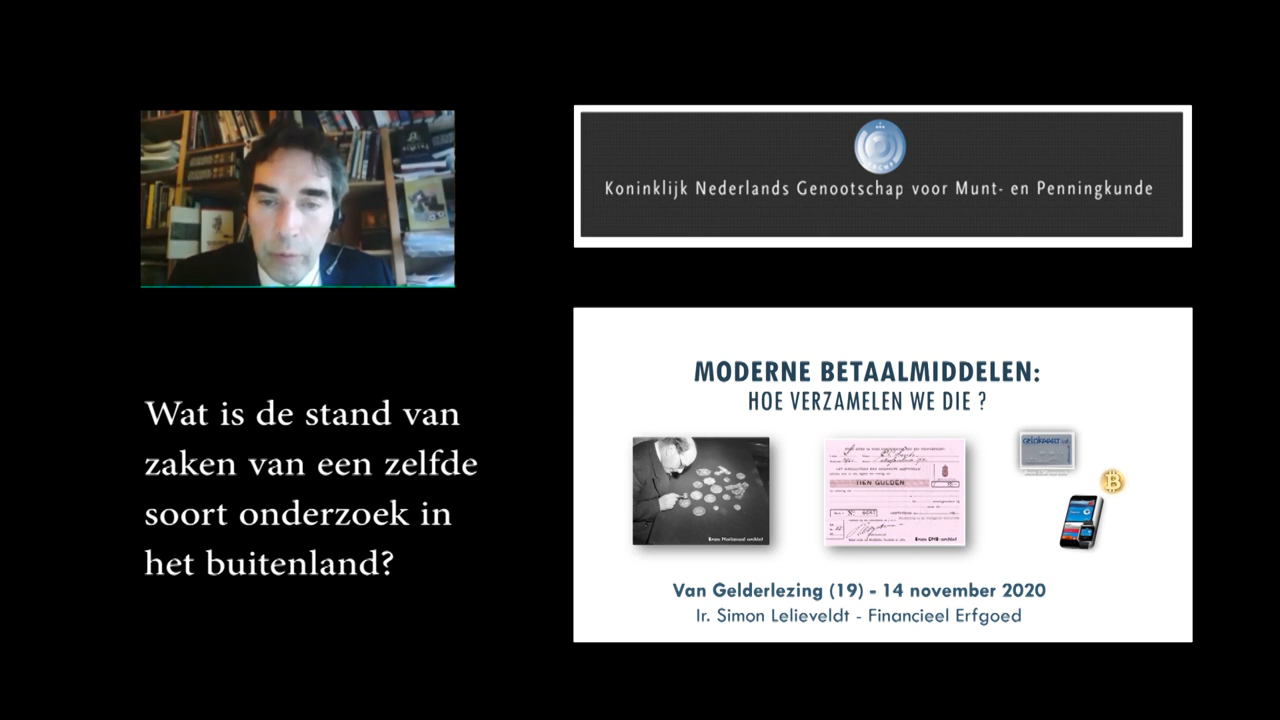 Koninklijk Nederlands Genootschap voor Munt- en Penningkunde
MODERNE BETAALMIDDELEN:
HOE VERZAMELEN WE DIE ?
TIEN GULDEN
Van Gelderlezing (19) - 14 november 2020
Ir. Simon Lelieveldt - Financieel Erfgoed
Wat is de stand van
zaken van een zelfde
soort onderzoek in
het buitenland?